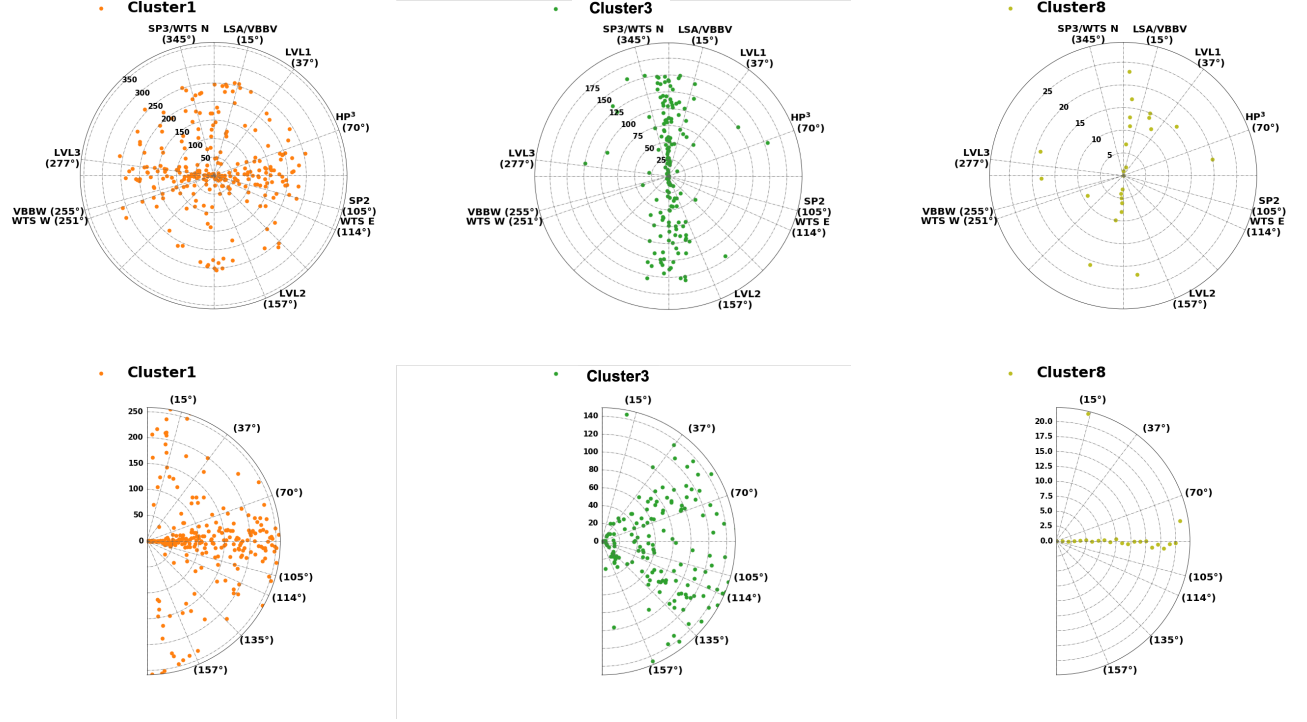 Cluster1
SP3/WTS N
(345°)
LSA/VBBV
(15°)
LVL1
(37°)
HP³
(70°)
SP2
(105°)
WTS E
(114°)
LVL2
(157°)
VBBW (255°)
WTS W (251°)
LVL3
(277°)
350
300
250
200
150
100
50
Cluster3
SP3/WTS N
(345°)
LSA/VBBV
(15°)
LVL1
(37°)
HP³
(70°)
SP2
(105°)
WTS E
(114°)
LVL2
(157°)
VBBW (255°)
WTS W (251°)
LVL3
(277°)
175
150
125
100
75
50
25
Cluster8
SP3/WTS N
(345°)
LSA/VBBV
(15°)
LVL1
(37°)
HP³
(70°)
SP2
(105°)
WTS E
(114°)
LVL2
(157°)
VBBW (255°)
WTS W (251°)
LVL3
(277°)
25
20
15
10
5
Cluster1
(15°)
(37°)
(70°)
(105°)
(114°)
(135°)
(157°)
250
200
150
100
50
0
Cluster3
(15°)
(37°)
(70°)
(105°)
(114°)
(135°)
(157°)
140
120
100
80
60
40
20
0
Cluster8
(15°)
(37°)
(70°)
(105°)
(114°)
(135°)
(157°)
20.0
17.5
15.0
12.5
10.0
7.5
5.0
2.5
0.0